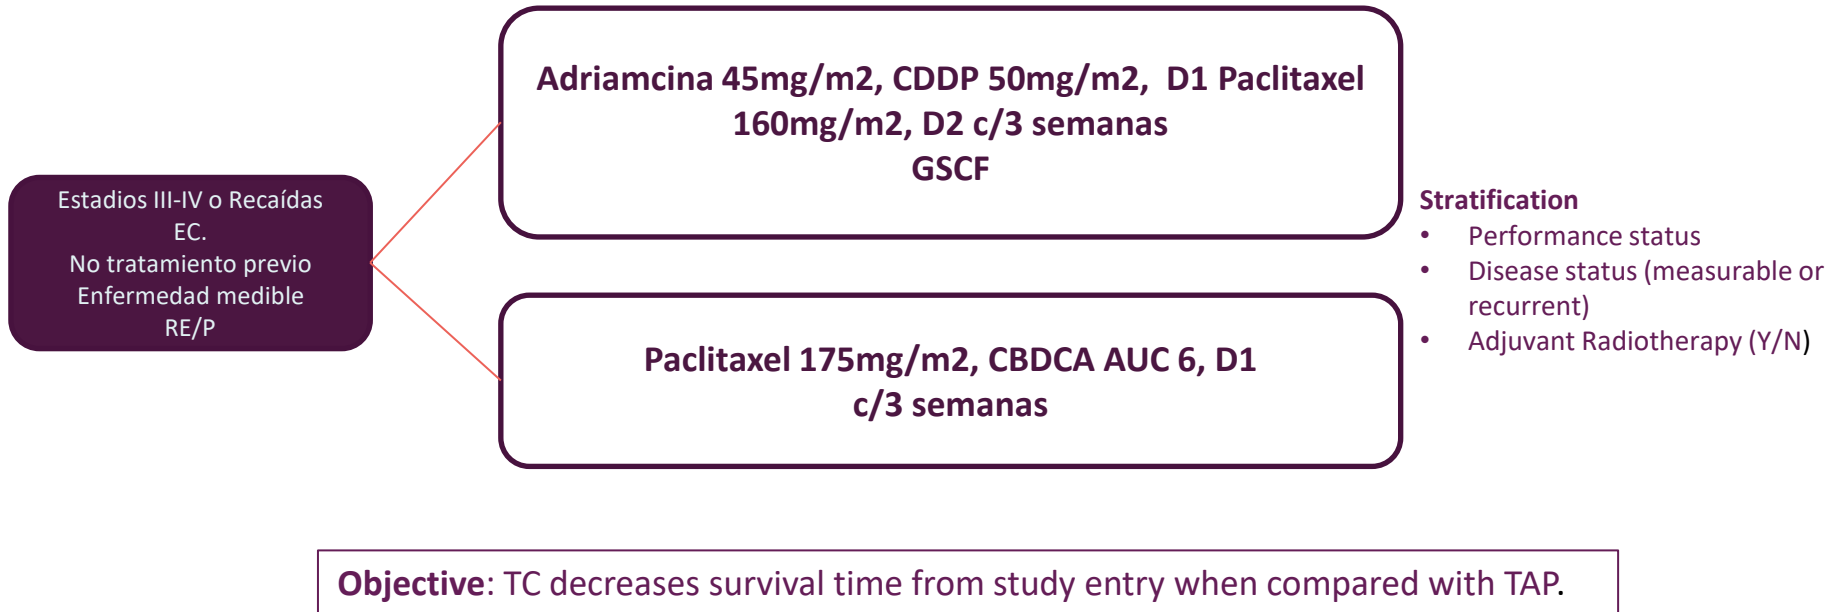 Estadios III-IV o Recaídas
EC.
No tratamiento previo
Enfermedad medible
RE/P
Adriamcina 45mg/m2, CDDP 50mg/m2, D1 Paclitaxel
160mg/m2, D2 c/3 semanas
GSCF
Paclitaxel 175mg/m2, CBDCA AUC 6, D1
c/3 semanas
Stratification
• Performance status
• Disease status (measurable or
recurrent)
• Adjuvant Radiotherapy (Y/N)
Objective: TC decreases survival time from study entry when compared with TAP.